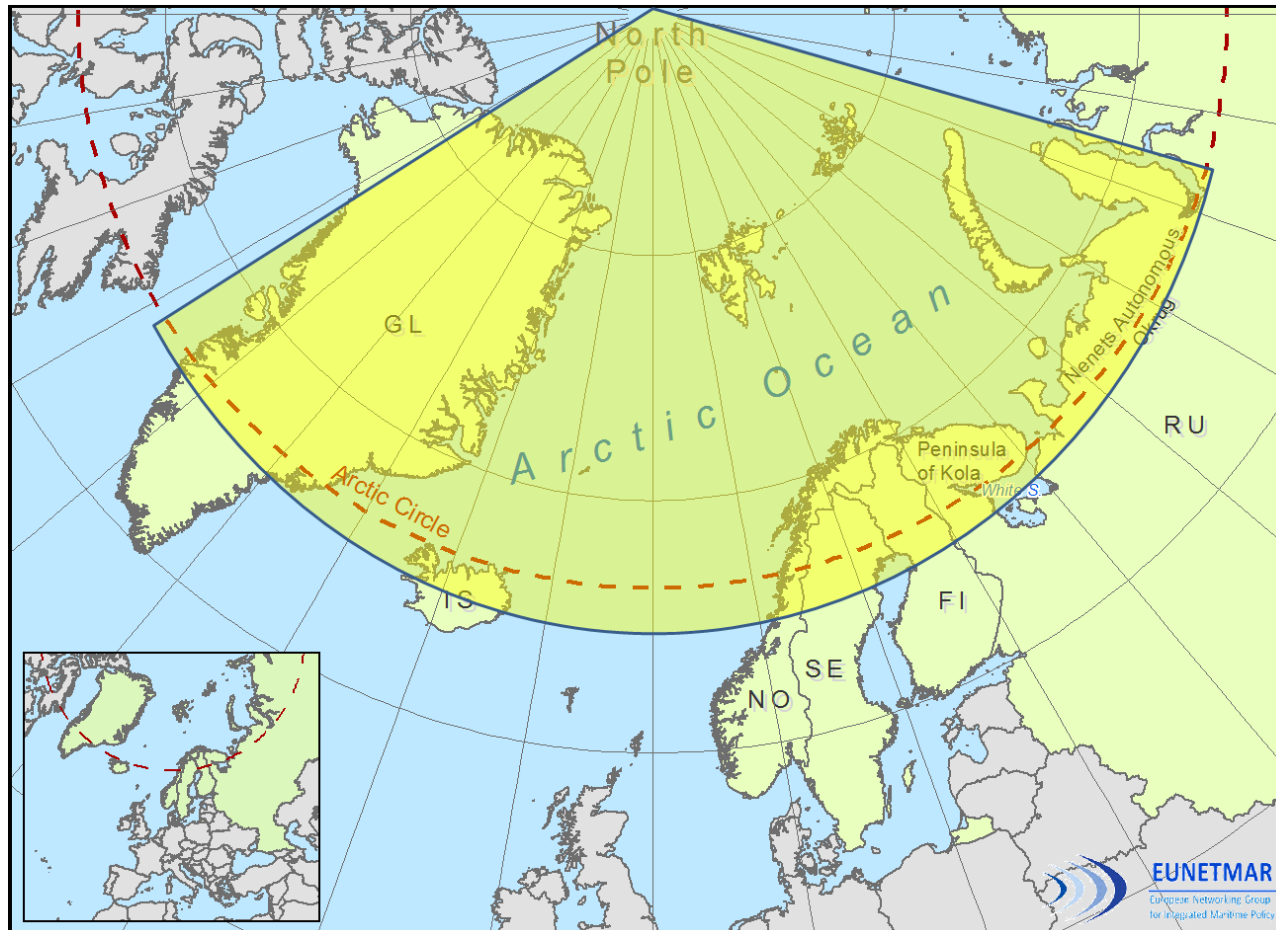 North
Pole
GL
Arctic Ocean
Nenets Autonomous
Okrug
RU
Peninsula
of Kola
White S.
Arctic Circle
IS
FI
SE
NO
EUNETMAR
European Networking Group
for Integrated Maritime Policy